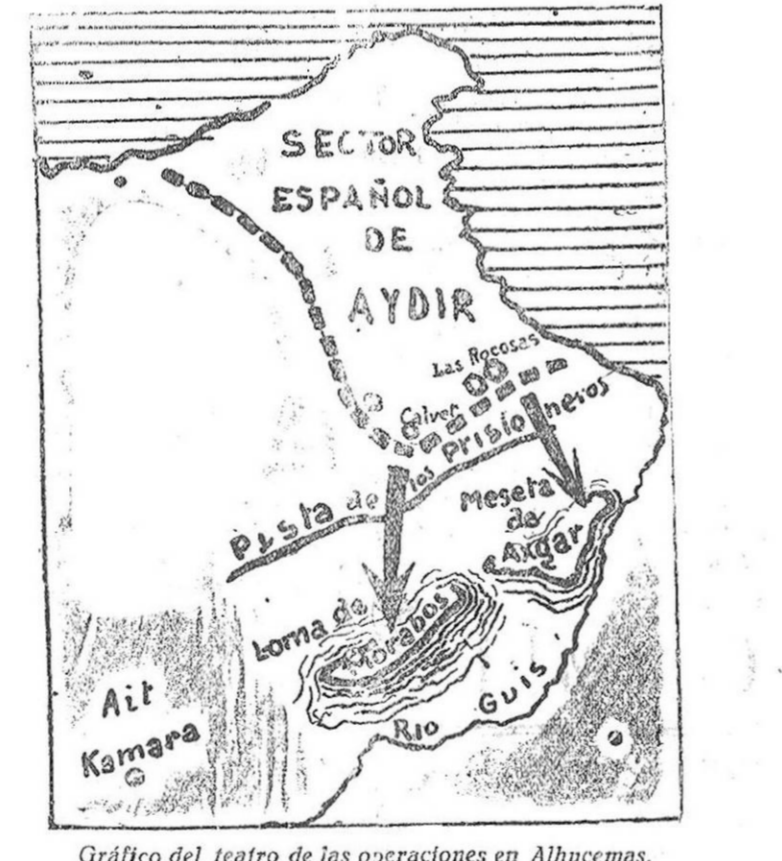 SECTOR
ESPAÑOL
DE
AYDIR
Las Rocosas
Calver
Pista de los Prisioneros
Meseta
de
Axgar
Loma de
Morabos
Ait
Kamara
Rio Guis
Gráfico del teatro de las operaciones en Alhucemas.